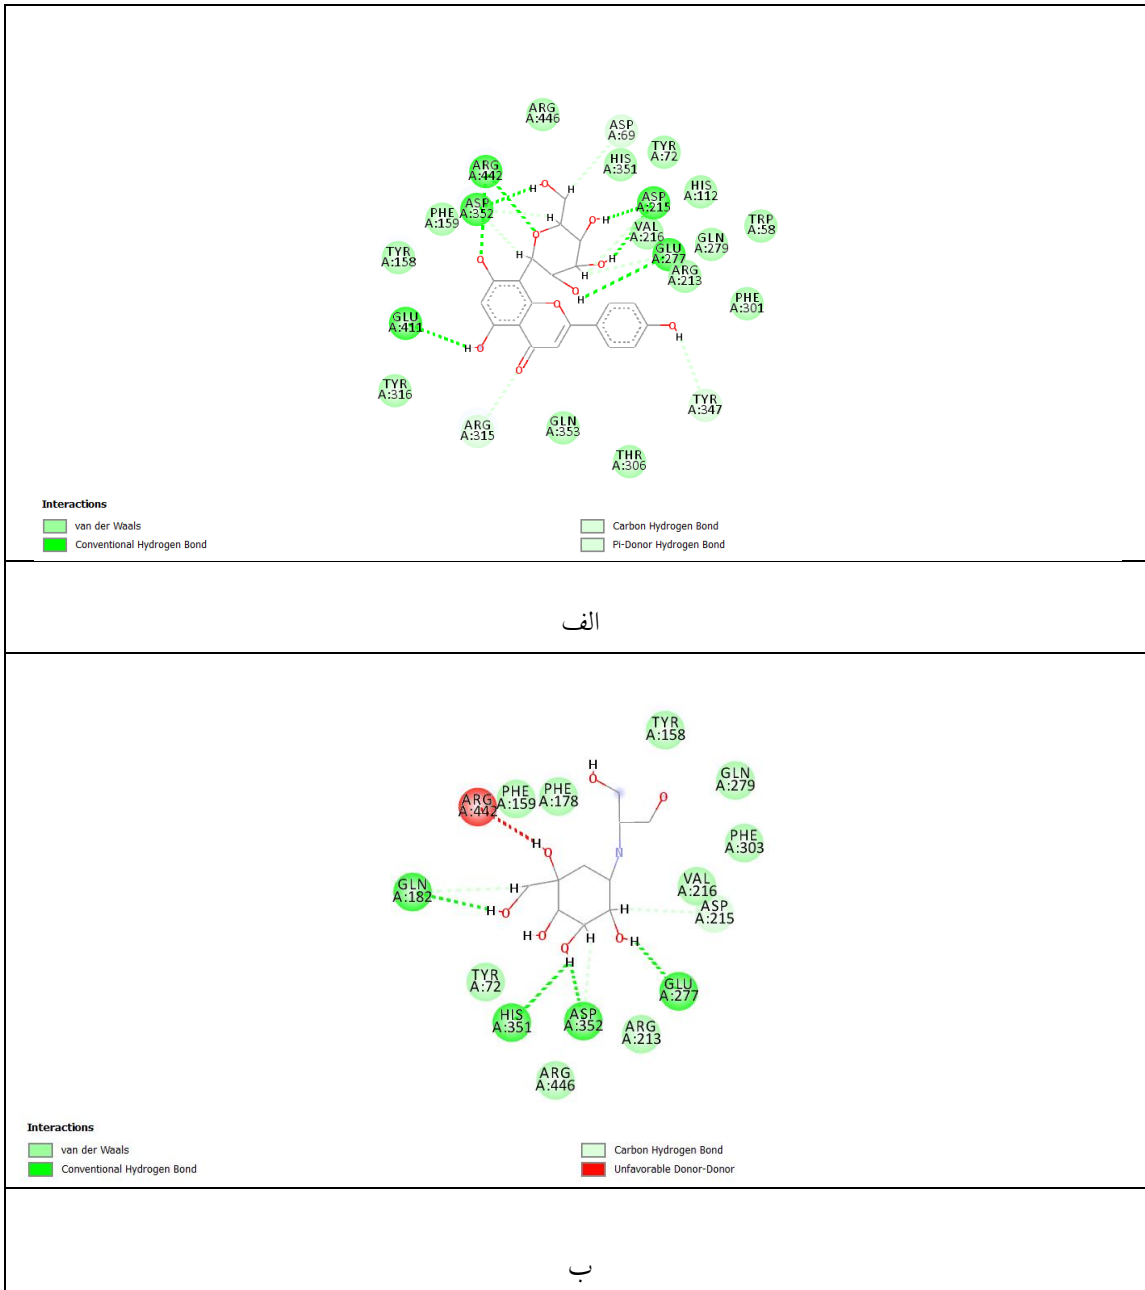 ARG
A:446
ASP
A:69
TYR
A:72
HIS
A:351
ARG
A:442
HIS
A:112
ASP
A:352
ASP
A:215
PHE
A:159
TRP
A:58
VAL
A:216
GLN
A:279
GLU
A:277
TYR
A:158
ARG
A:213
PHE
A:301
GLU
A:411
TYR
A:316
TYR
A:347
ARG
A:315
GLN
A:353
THR
A:306
H O
H
H
O H
O
H
O H
H
O
H
O
O
O
H
H O
O
Interactions
van der Waals
Carbon Hydrogen Bond
Conventional Hydrogen Bond
Pi-Donor Hydrogen Bond
الف
TYR
A:158
GLN
A:279
PHE
A:159
PHE
A:178
ARG
A:442
PHE
A:303
VAL
A:216
GLN
A:182
ASP
A:215
TYR
A:72
GLU
A:277
HIS
A:351
ASP
A:352
ARG
A:213
ARG
A:446
H
O
O
H
O
N
H
H O
H
H O
H
O H
O
H
Interactions
van der Waals
Carbon Hydrogen Bond
Conventional Hydrogen Bond
Unfavorable Donor-Donor
ب